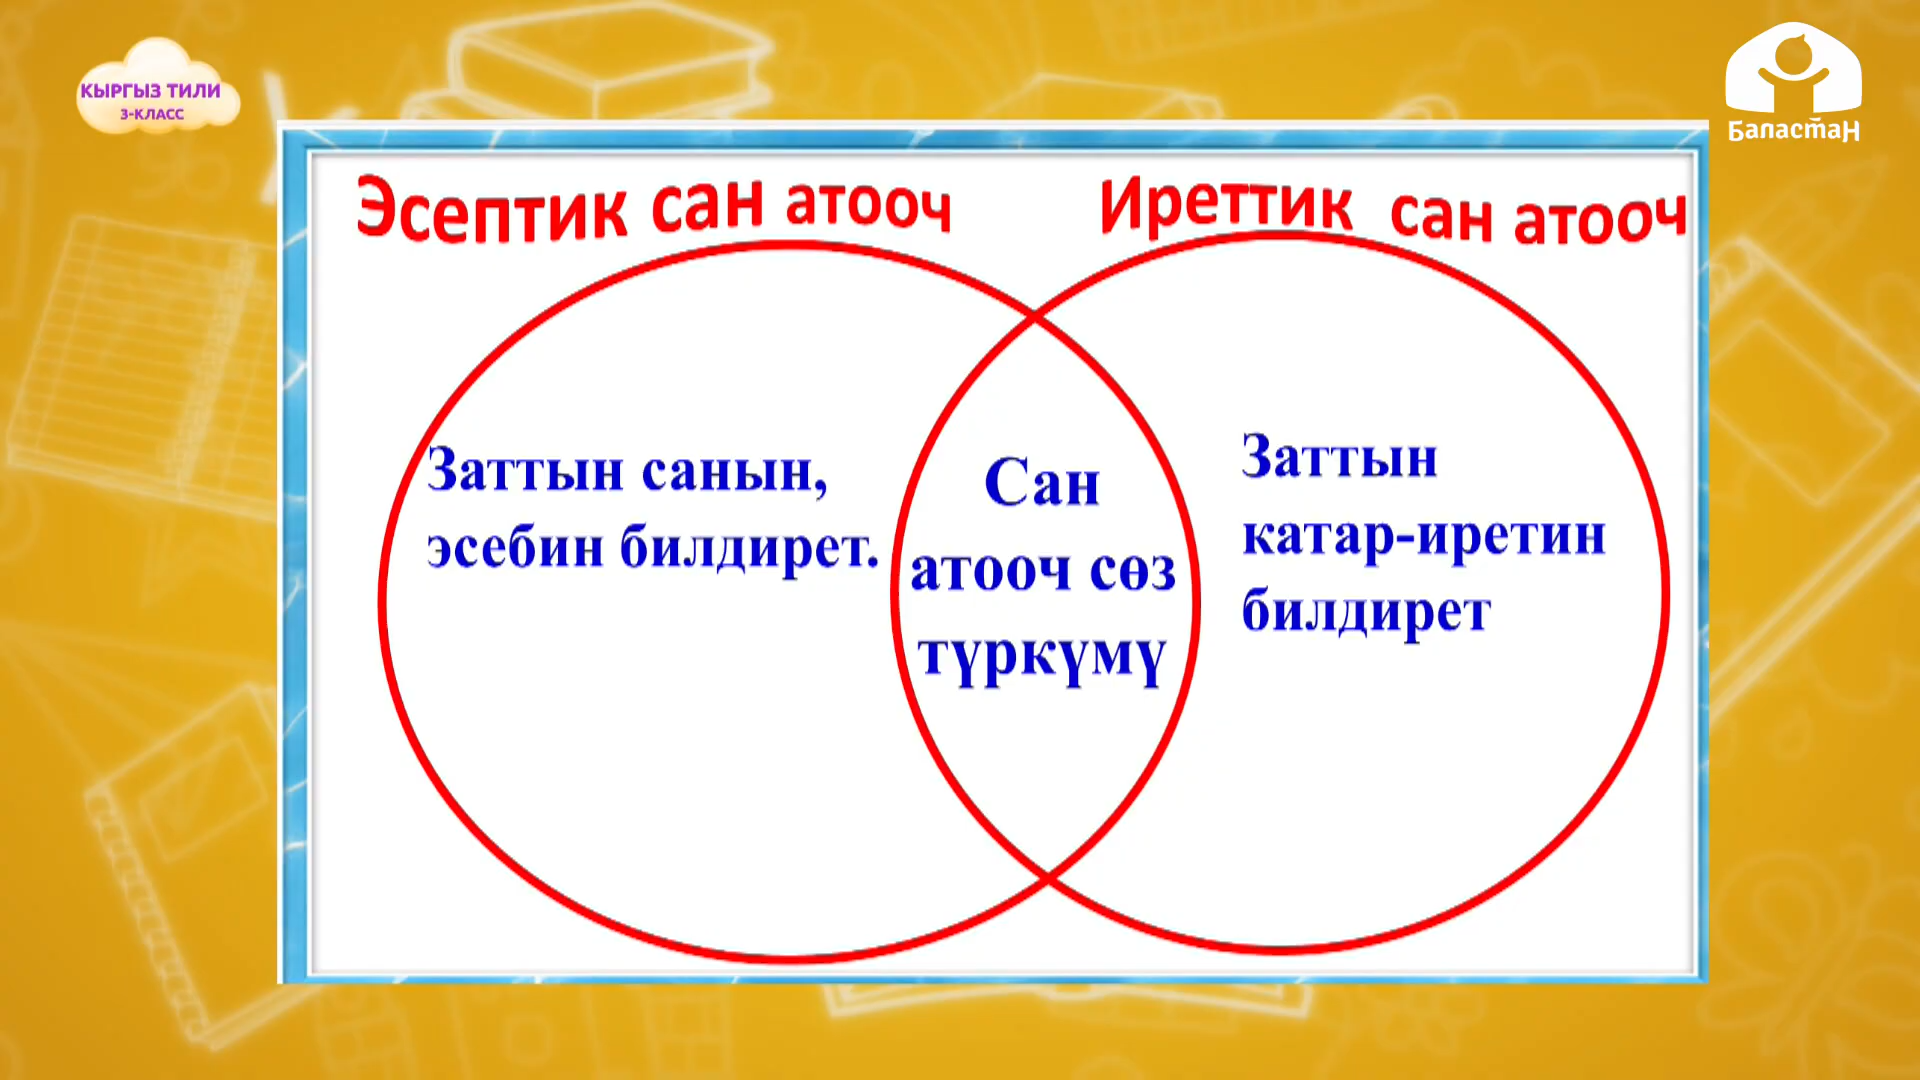 КЫРГЫЗ ТИЛИ
3-КЛАСС
БаластаН
Эсептик сан атооч
Иреттик сан атооч
Заттын санын,
эсебин билдирет.
Сан
атооч сөз
түркүмү
Заттын
катар-иретин
билдирет